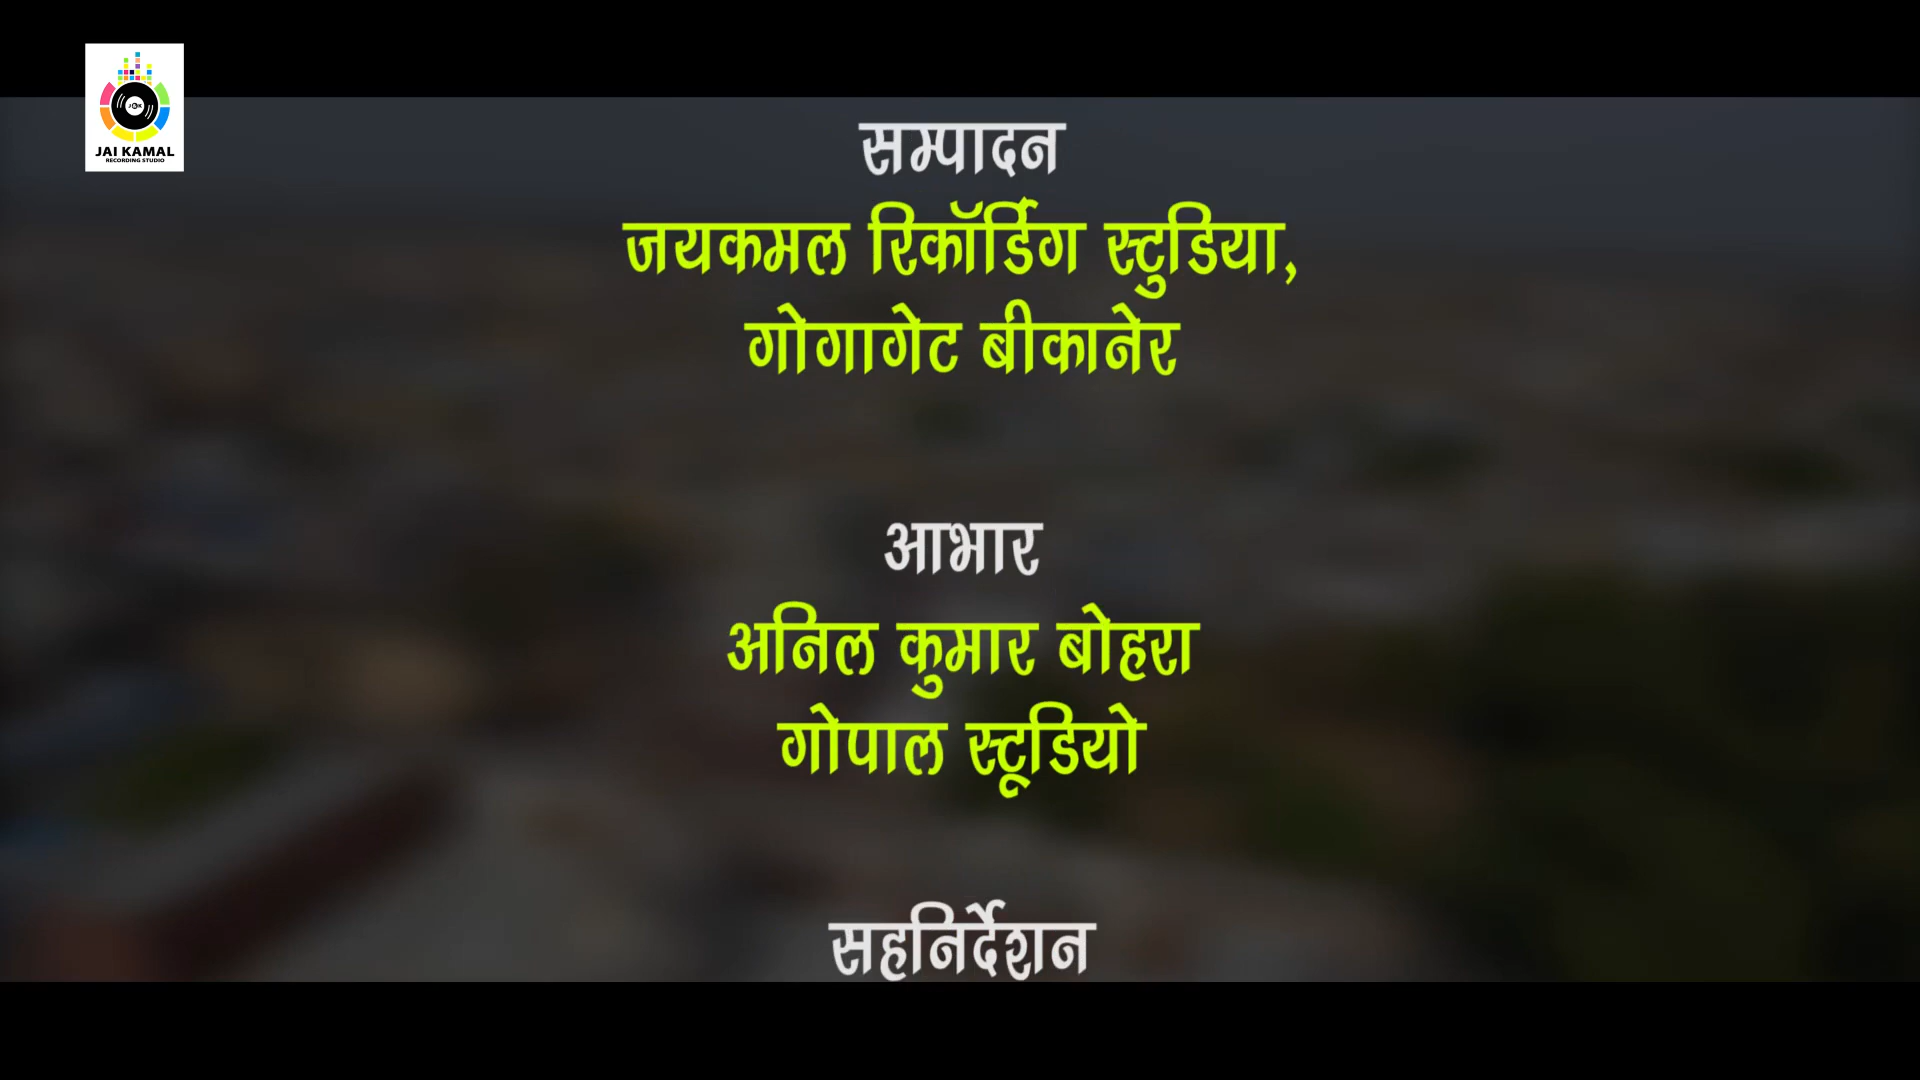 JAI KAMAL
RECORDING STUDIO
सम्पादन
जयकमल रिकॉर्डिग स्टुडिया,
गोगागेट बीकानेर
आभार
अनिल कुमार बोहरा
गोपाल स्टूडियो
सहनिर्देशन